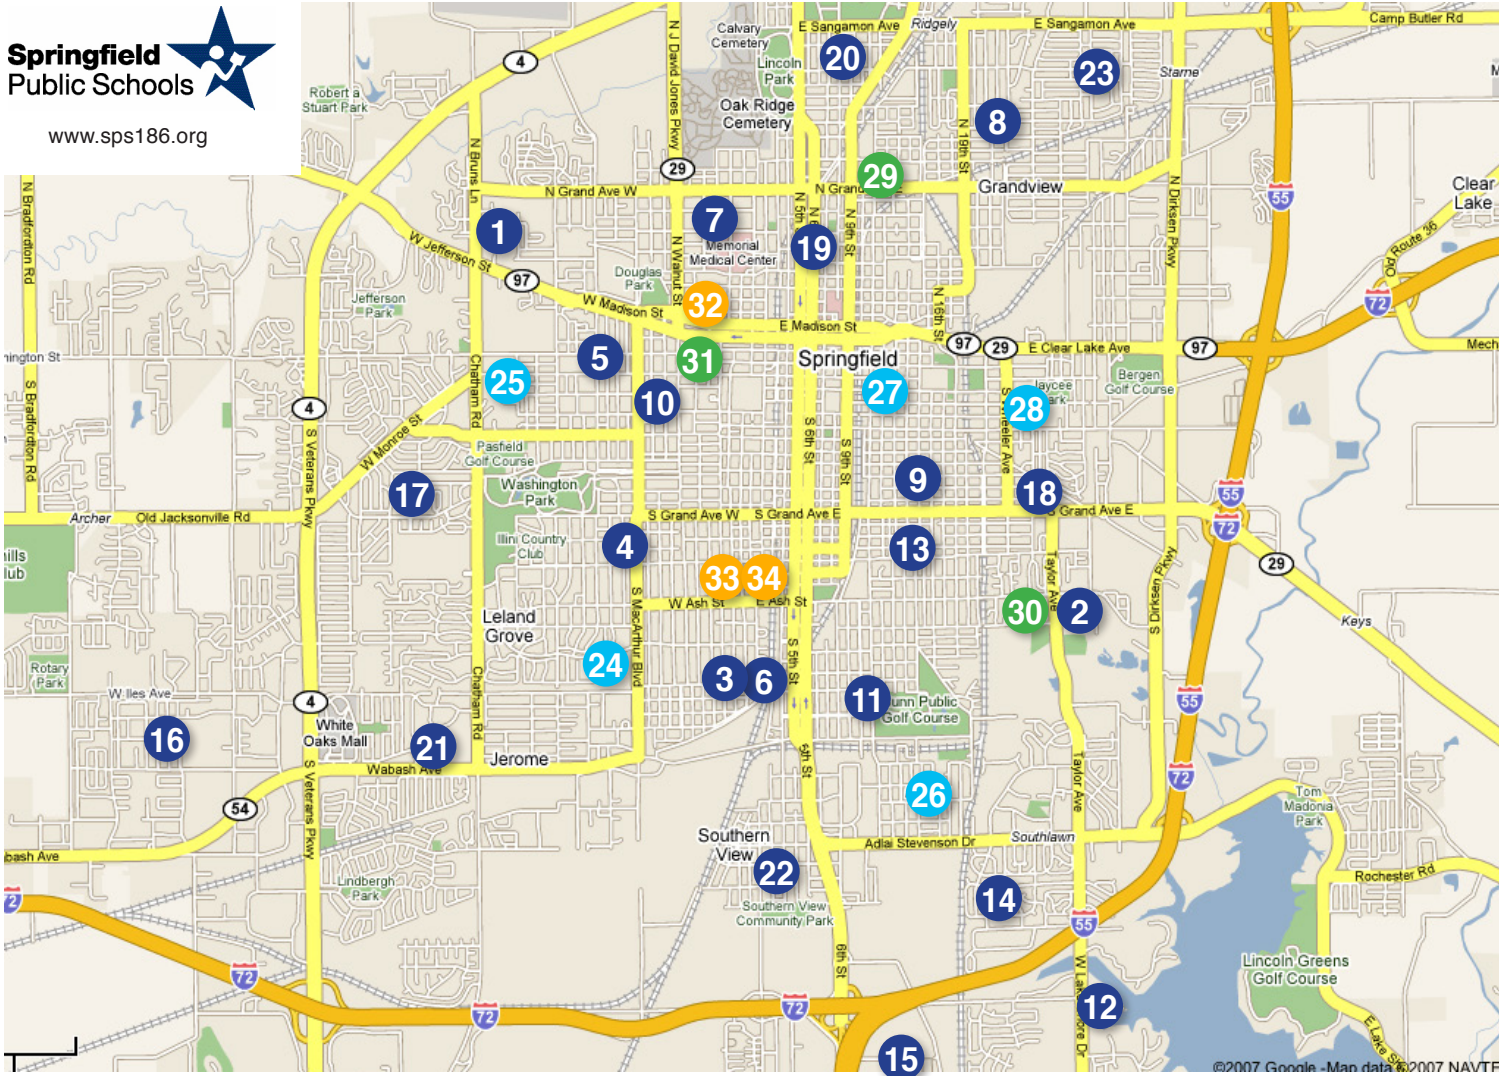 Springfield
Public Schools
www.sps186.org
E Sangamon Ave
Ridgely
E Sangamon Ave
Camp Butler Rd
Calvary
Cemetery
Lincoln
Park
20
23
Starne
4
N J David Jones Pkwy
Robert a
Stuart Park
Oak Ridge
Cemetery
8
N 19th St
N Bruns Ln
29
29
N Grand Ave W
Grandview
N Dirksen Pkwy
55
Clear
Lake
N Bradfordton Rd
1
7
Memorial
Medical Center
N 5th
19
N 9th St
Old Route 36
W Jefferson St
97
Douglas
Park
N Walnut St
72
Jefferson
Park
W Madison St
32
N 16th St
E Madison St
97
29
E Clear Lake Ave
97
Mech
5
31
Springfield
Chatham Rd
25
27
28
Bergen
Golf Course
10
4
S Bradfordton Rd
W Monroe St
S Veterans Pkwy
S 6th St
S 9th St
Pasfield
Golf Course
Washington
Park
17
9
18
55
Archer
Old Jacksonville Rd
S Grand Ave W
S Grand Ave E
S Grand Ave E
72
Illini Country
Club
4
13
29
33
34
Taylor Ave
S Dirksen Pkwy
W Ash St
E Ash St
30
2
Keys
Leland
Grove
S MacArthur Blvd
S 5th St
Rotary
Park
24
3
6
W Iles Ave
4
Chatham Rd
11
Golf Course
55
16
White
Oaks Mall
21
Jerome
Wabash Ave
6th St
Taylor Ave
72
54
S Veterans Pkwy
26
Tom
Madonia
Park
Southern
View
Adlai Stevenson Dr
Southlawn
22
Lindbergh
Park
Rochester Rd
14
Southern View
Community Park
55
6th St
Lincoln Greens
Golf Course
72
72
72
12
15
©2007 Google - Map data ©2007 NAVTE